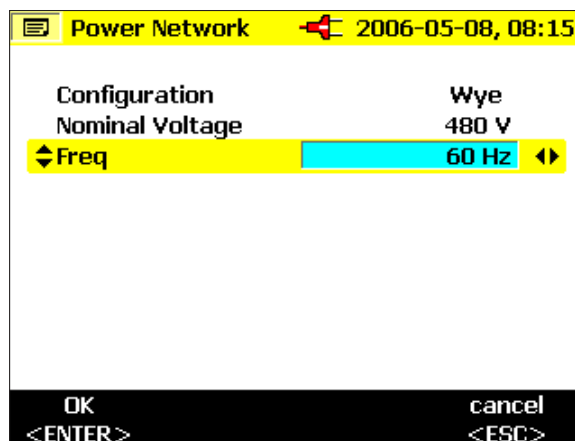 Power Network 2006-05-08, 08:15
Configuration Wye
Nominal Voltage 480 V
Freq 60 Hz
OK cancel
<ENTER> <ESC>